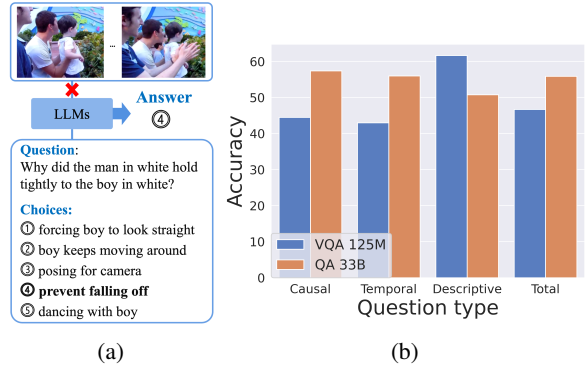 ...
LLMs
Answer
④
Question:
Why did the man in white hold
tightly to the boy in white?
Choices:
① forcing boy to look straight
② boy keeps moving around
③ posing for camera
④ prevent falling off
⑤ dancing with boy
(a)
Accuracy
60
50
40
30
20
10
0
VQA 125M
QA 33B
Causal Temporal Descriptive Total
Question type
(b)